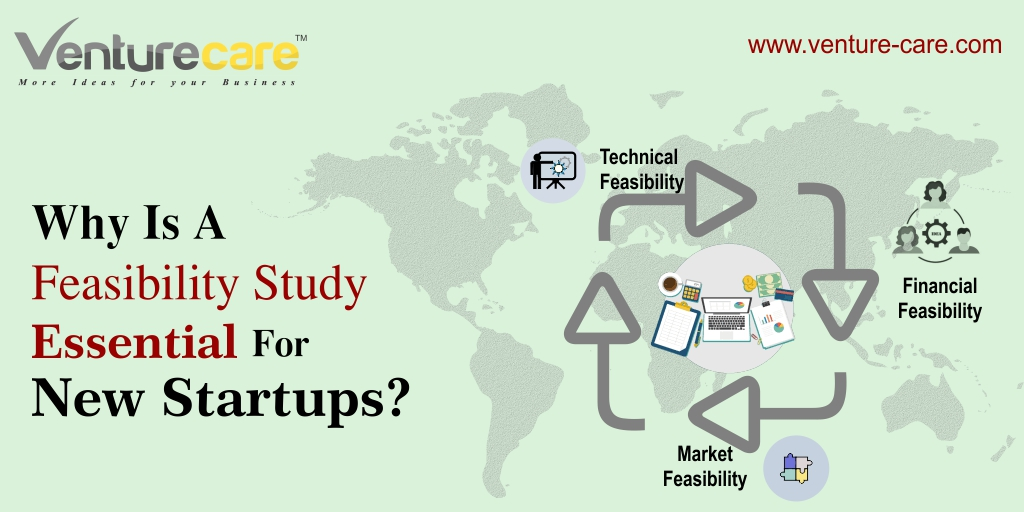 Venturecare™
More Ideas for your Business
www.venture-care.com
Why Is A
Feasibility Study
Essential For
New Startups?
Technical
Feasibility
Financial
Feasibility
Market
Feasibility